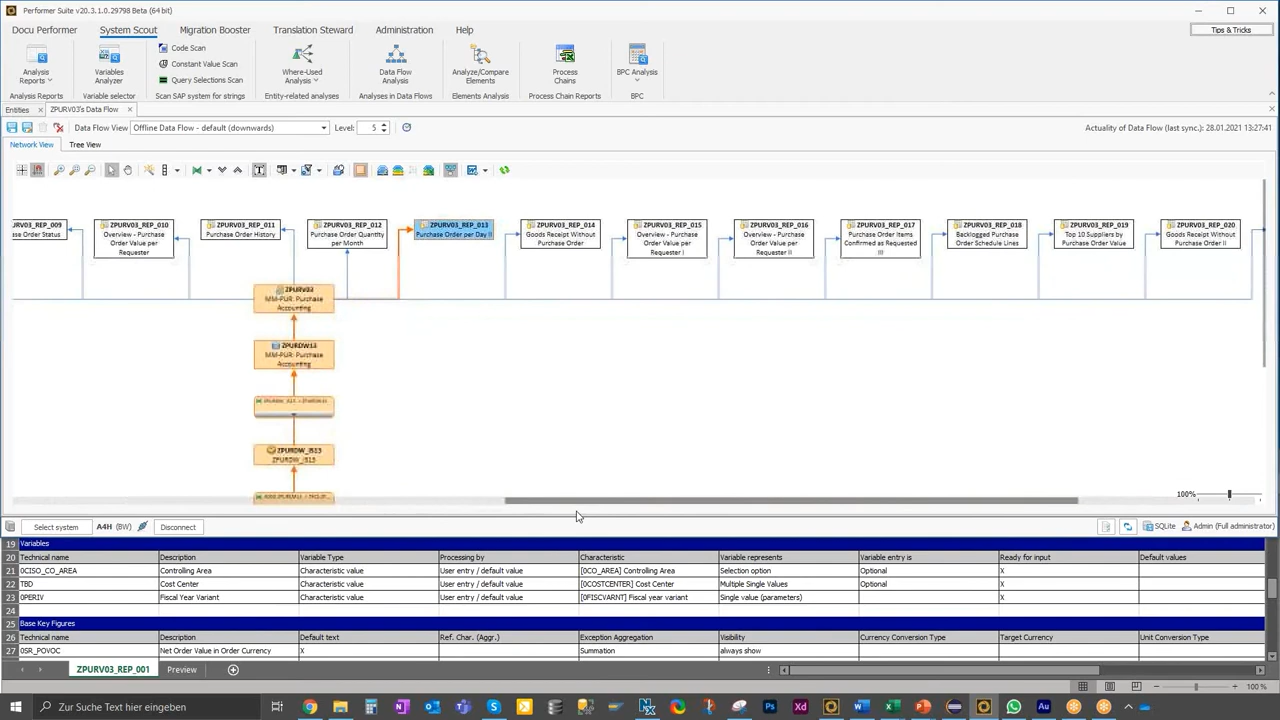 Performer Suite v20.3.1.0.29798 Beta (64 bit)
Docu Performer System Scout Migration Booster Translation Steward Administration Help Tips & Tricks
Analysis Reports
Variables Analyzer
Code Scan
Constant Value Scan
Query Selections Scan
Where-Used Analysis
Data Flow Analysis
Analyze/Compare Elements
Process Chains
BPC Analysis
Analysis Reports Variable selector Scan SAP system for strings Entity-related analyses Analyses in Data Flows Elements Analysis Process Chain Reports BPC
Entities ZPURV03's Data Flow
Data Flow View Offline Data Flow - default (downwards) Level: 5 Actuality of Data Flow (last sync.) : 28.01.2021 13:27:41
Network View Tree View
ZPURV03_REP_010
Overview - Purchase
Order Value per
Requester
ZPURV03_REP_011
Purchase Order History
ZPURV03_REP_012
Purchase Order Quantity
per Month
ZPURV03_REP_013
Purchase Order per Day II
ZPURV03_REP_014
Goods Receipt Without
Purchase Order
ZPURV03_REP_015
Overview - Purchase
Order Value per
Requester I
ZPURV03_REP_016
Overview - Purchase
Order Value per
Requester II
ZPURV03_REP_017
Purchase Order Items
Confirmed as Requested
III
ZPURV03_REP_018
Backlogged Purchase
Order Schedule Lines
ZPURV03_REP_019
Top 10 Suppliers by
Purchase Order Value
ZPURV03_REP_020
Goods Receipt Without
Purchase Order II
ZPURV03
MM-PUR: Purchase
Accounting
ZPURDW13
MM-PUR: Purchase
Accounting
ZPURDW_IS13
ZPURDW_IS13
100%
Select system A4H (BW) Disconnect SQLite Admin (Full administrator)
19 Variables
20 Technical name Description Variable Type Processing by Characteristic Variable represents Variable entry is Ready for input Default values
21 0CISO_CO_AREA Controlling Area Characteristic value User entry / default value [0CO_AREA] Controlling Area Selection option Optional X
22 TBD Cost Center Characteristic value User entry / default value [0COSTCENTER] Cost Center Multiple Single Values Optional X
23 0PERIV Fiscal Year Variant Characteristic value User entry / default value [0FISCVARNT] Fiscal year variant Single value (parameters) X
24
25 Base Key Figures
26 Technical name Description Default text Ref. Char. (Aggr.) Exception Aggregation Visibility Currency Conversion Type Target Currency Unit Conversion Type
27 0SR_POVOC Net Order Value in Order Currency X Summation always show
ZPURV03_REP_001 Preview
100 %
Zur Suche Text hier eingeben